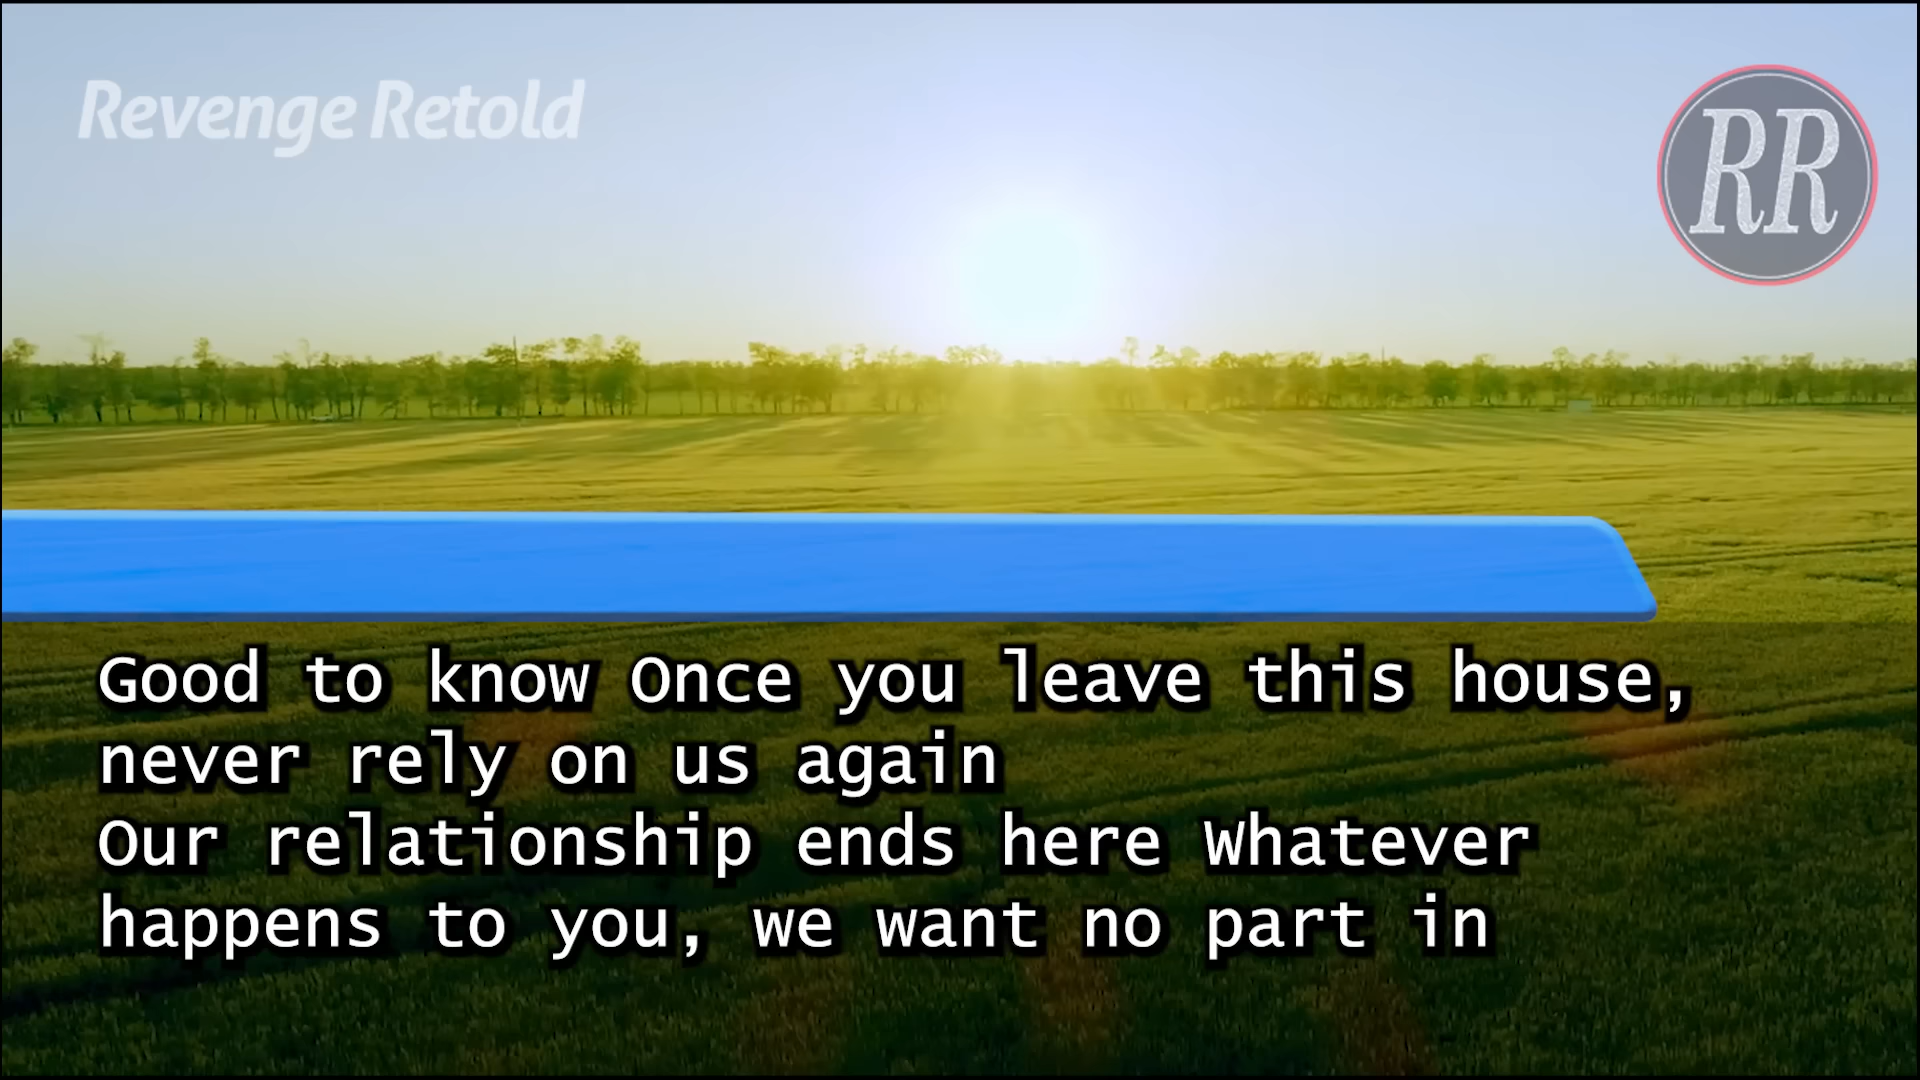 Revenge Retold
RR
Good to know Once you leave this house,
never rely on us again
Our relationship ends here Whatever
happens to you, we want no part in